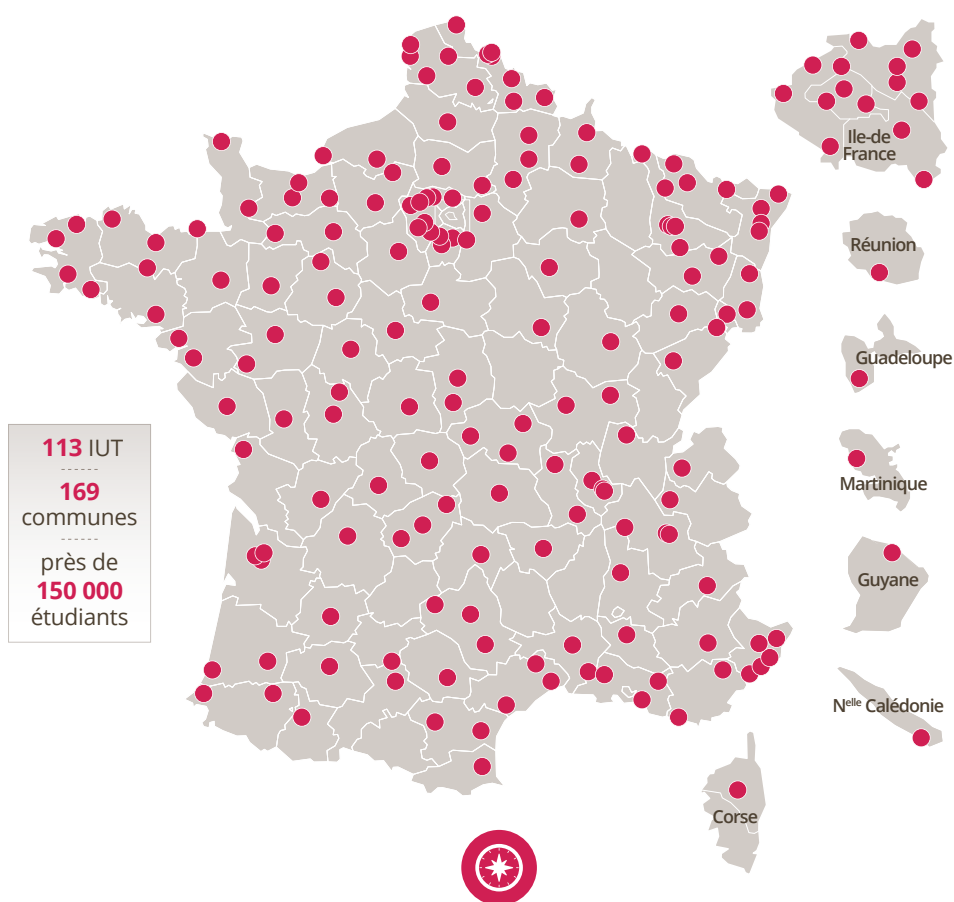 113 IUT
169
communes
près de
150 000
étudiants
Ile-de
France
Réunion
Guadeloupe
Martinique
Guyane
Nelle Calédonie
Corse